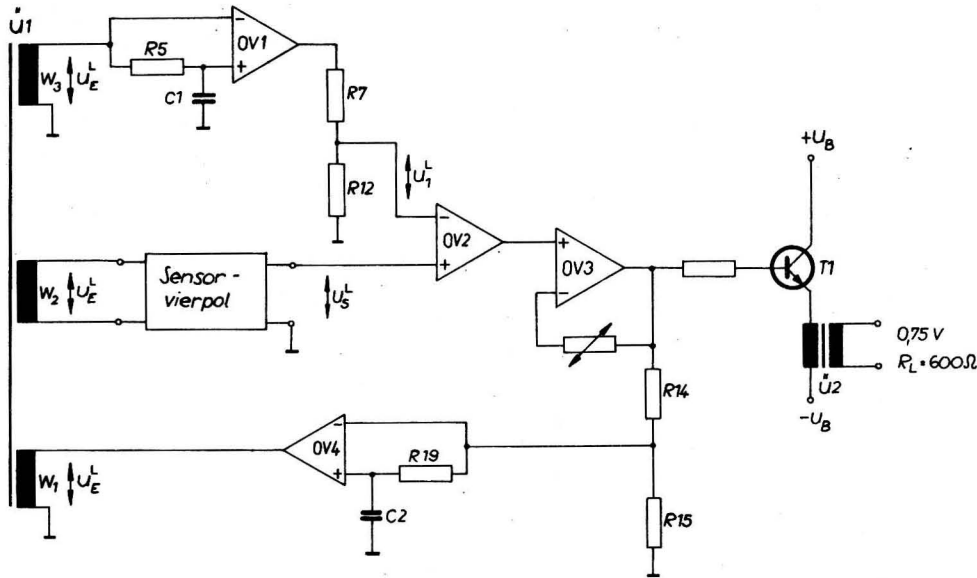 Ü1
W₃
U_E^L
R5
C1
OV1
-
+
R7
R12
U_1^L
+U_B
OV2
-
+
OV3
+
-
T1
W₂
U_E^L
Sensor-
vierpol
U_S^L
0,75 V
R_L=600Ω
Ü2
-U_B
R14
W₁
U_E^L
OV4
-
+
R19
C2
R15